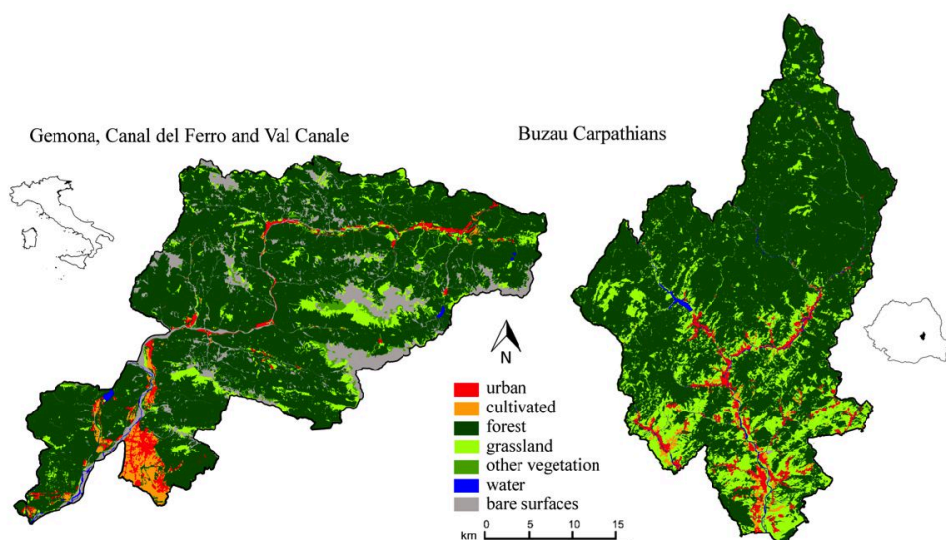 Gemona, Canal del Ferro and Val Canale
Buzau Carpathians
N
urban
cultivated
forest
grassland
other vegetation
water
bare surfaces
km 0 5 10 15